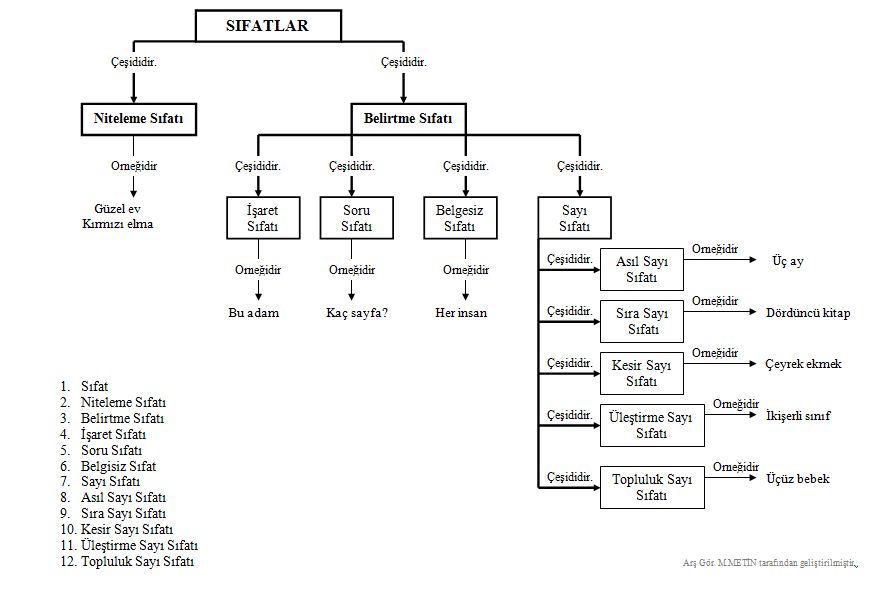 SIFATLAR
Çeşididir.
Çeşididir.
Niteleme Sıfatı
Belirtme Sıfatı
Örneğidir
Çeşididir.
Çeşididir.
Çeşididir.
Çeşididir.
Güzel ev
Kırmızı elma
İşaret
Sıfatı
Soru
Sıfatı
Belgesiz
Sıfatı
Sayı
Sıfatı
Örneğidir
Örneğidir
Örneğidir
Bu adam
Kaç sayfa?
Her insan
Çeşididir.
Asıl Sayı
Sıfatı
Örneğidir
Üç ay
Çeşididir.
Sıra Sayı
Sıfatı
Örneğidir
Dördüncü kitap
Çeşididir.
Kesir Sayı
Sıfatı
Örneğidir
Çeyrek ekmek
Çeşididir.
Üleştirme Sayı
Sıfatı
Örneğidir
İkişerli sınıf
Çeşididir.
Topluluk Sayı
Sıfatı
Örneğidir
Üçüz bebek
1. Sıfat
2. Niteleme Sıfatı
3. Belirtme Sıfatı
4. İşaret Sıfatı
5. Soru Sıfatı
6. Belgisiz Sıfat
7. Sayı Sıfatı
8. Asıl Sayı Sıfatı
9. Sıra Sayı Sıfatı
10. Kesir Sayı Sıfatı
11. Üleştirme Sayı Sıfatı
12. Topluluk Sayı Sıfatı
Arş Gör. M.METİN tarafından geliştirilmiştir.